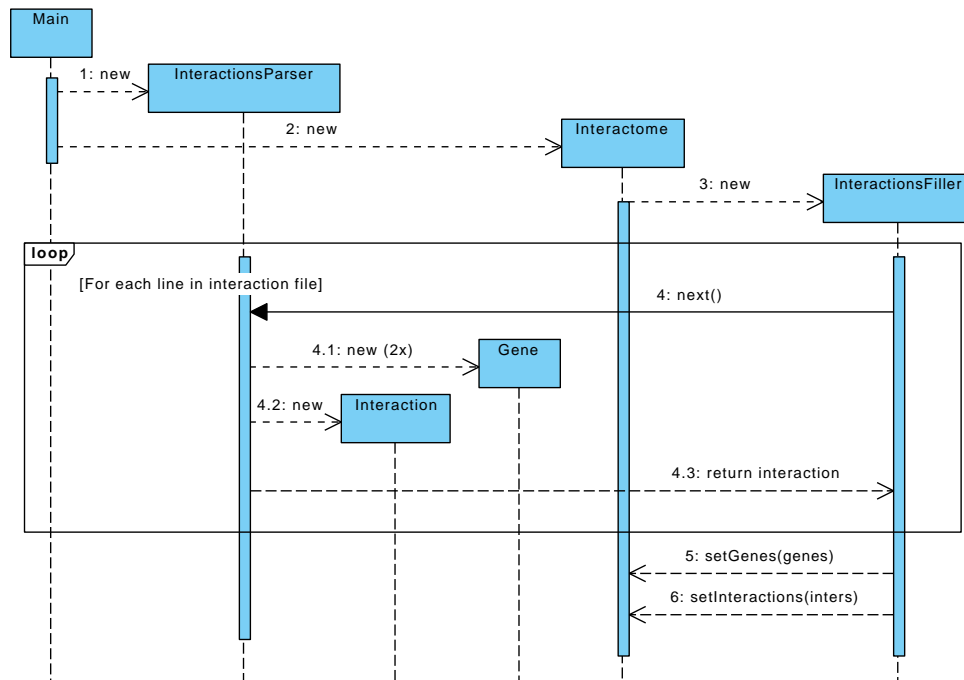 Main
1: new
InteractionsParser
2: new
Interactome
3: new
InteractionsFiller
loop
[For each line in interaction file]
4: next()
4.1: new (2x)
Gene
4.2: new
Interaction
4.3: return interaction
5: setGenes(genes)
6: setInteractions(inters)